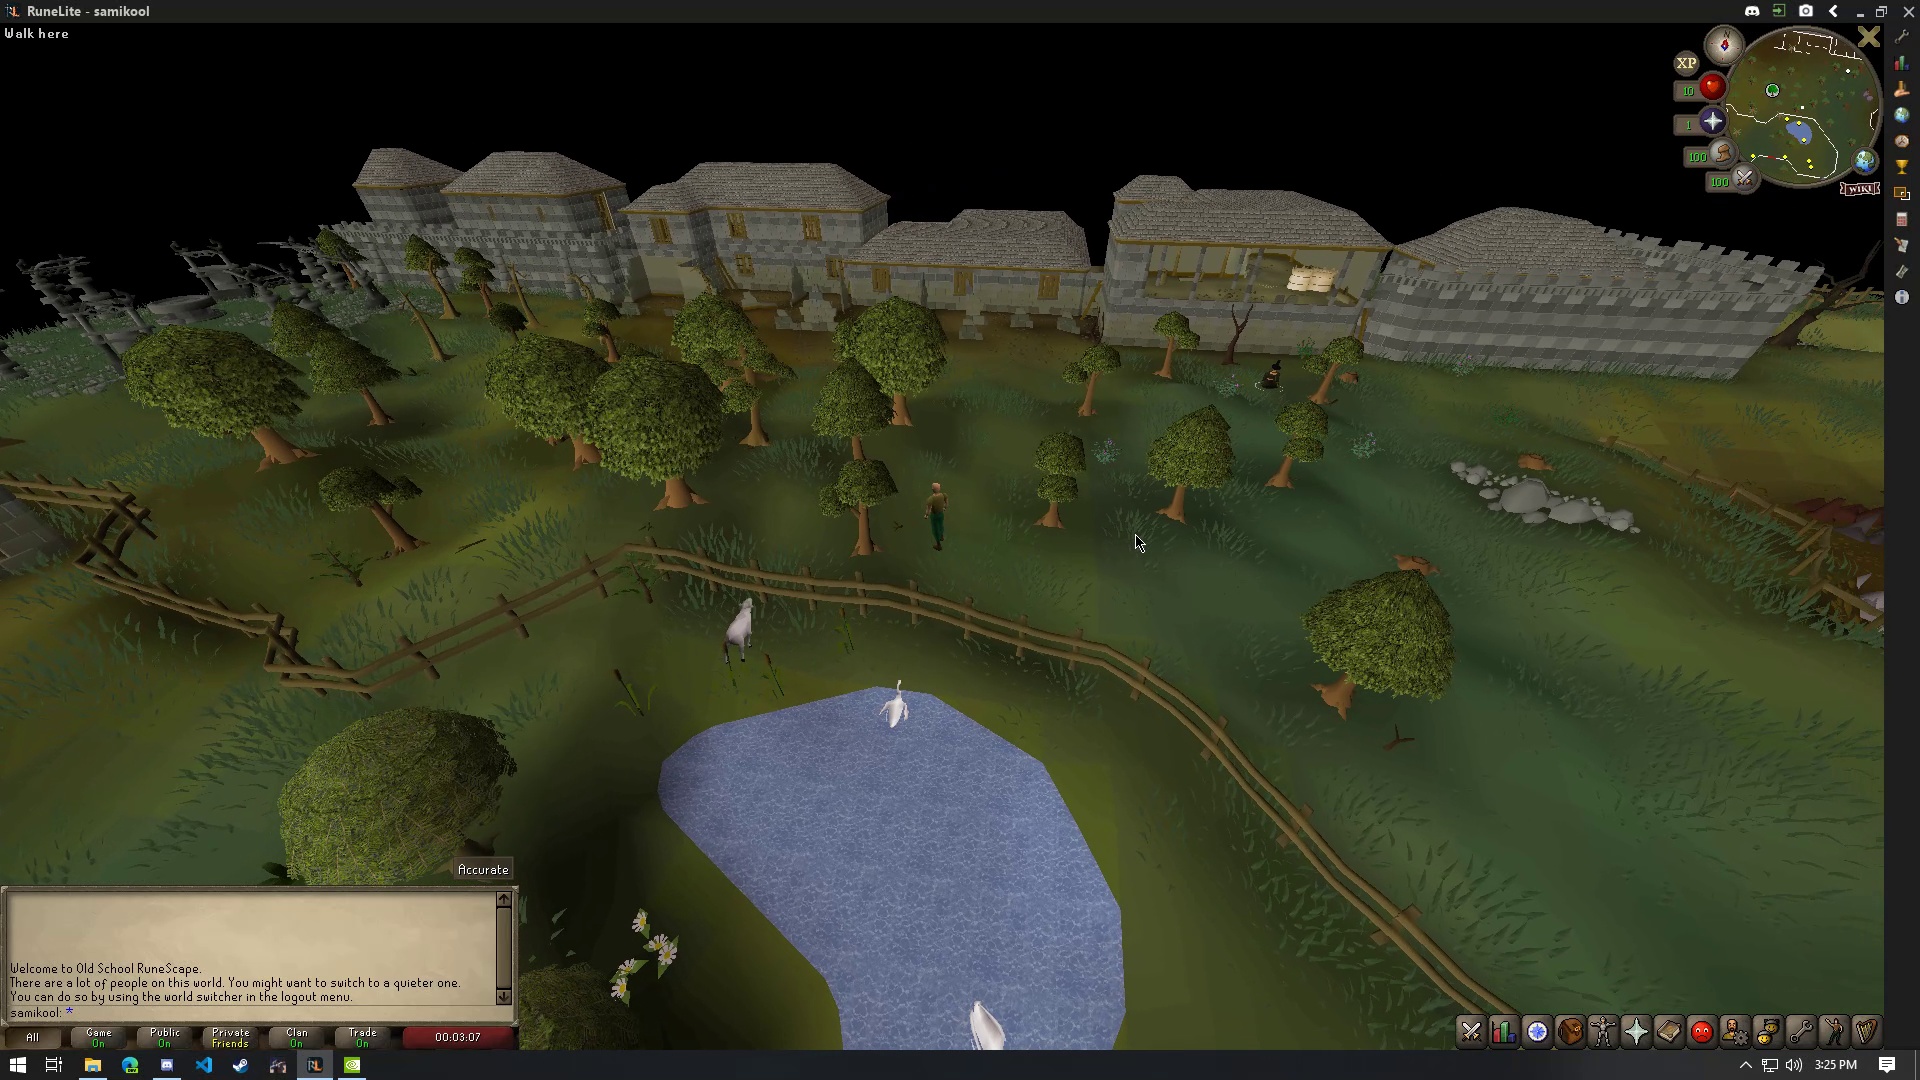 RuneLite - samikool
Walk here
N
XP
10
1
100
100
WIKI
Accurate
Welcome to Old School RuneScape.
There are a lot of people on this world. You might want to switch to a quieter one.
You can do so by using the world switcher in the logout menu.
samikool: *
All
Game
On
Public
On
Private
Friends
Clan
On
Trade
On
00:03:07
3:25 PM